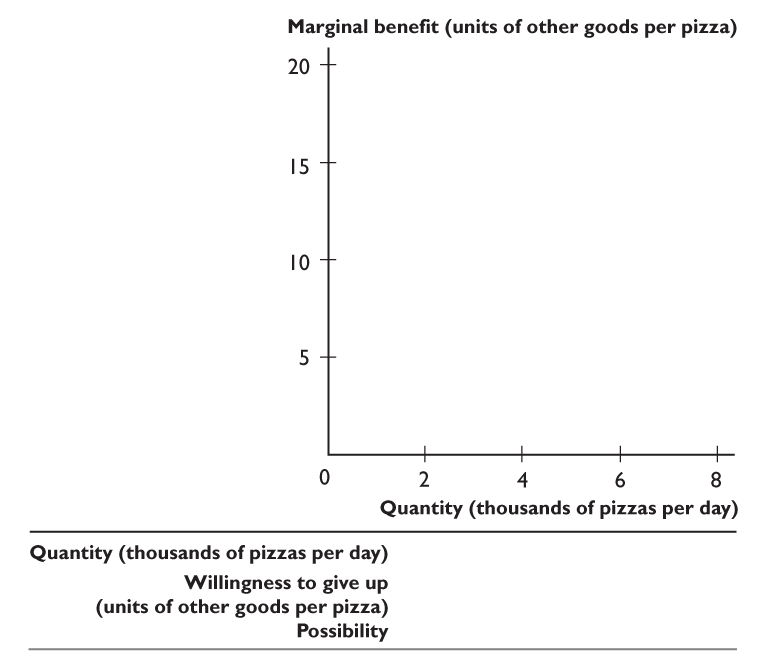 Marginal benefit (units of other goods per pizza)
20
15
10
5
0
2
4
6
8
Quantity (thousands of pizzas per day)
Quantity (thousands of pizzas per day)
Willingness to give up
(units of other goods per pizza)
Possibility